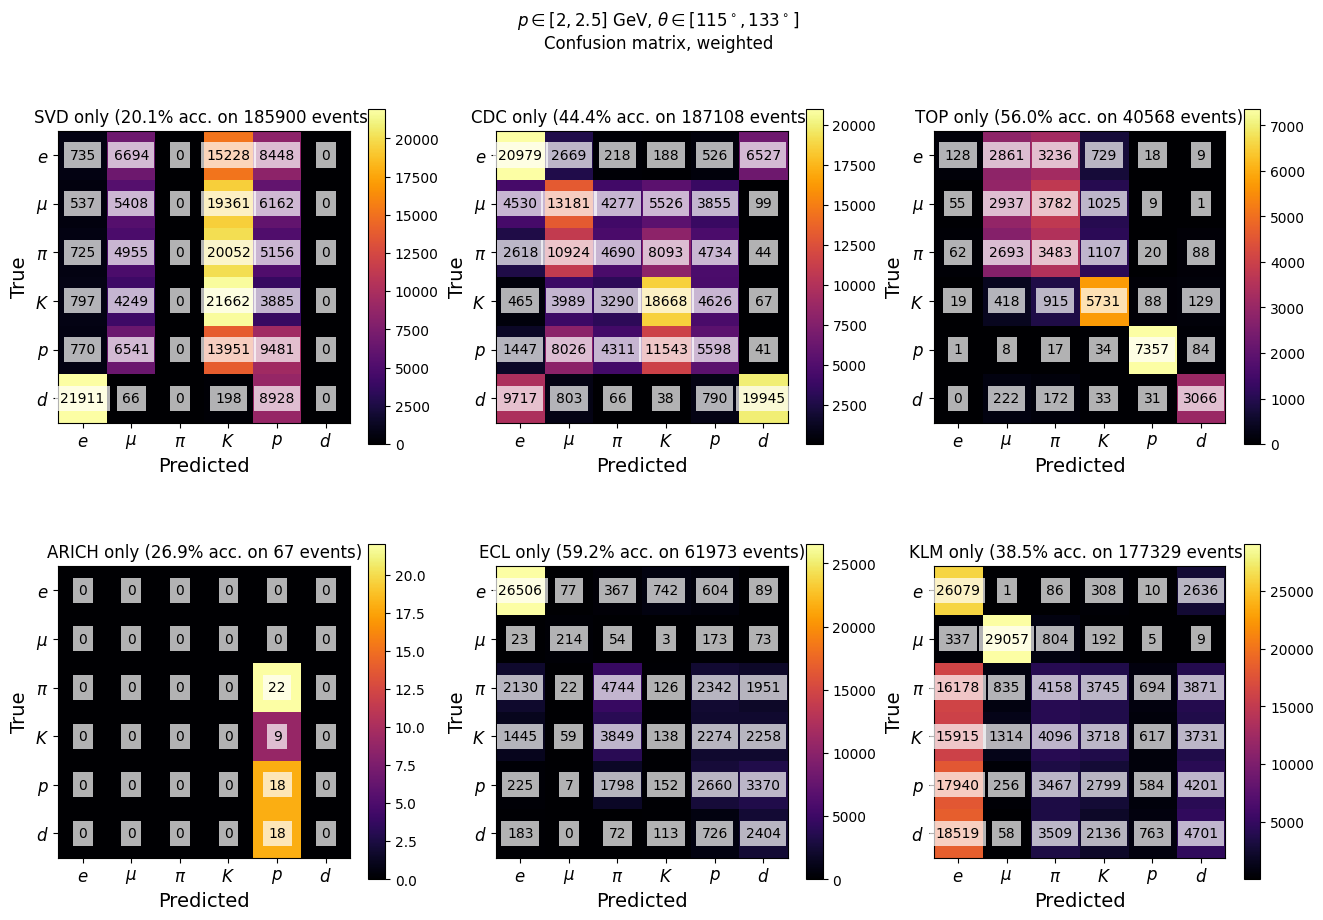 p ∈ [2, 2.5] GeV, θ ∈ [115°, 133°]
Confusion matrix, weighted
SVD only (20.1% acc. on 185900 events
True
e 735 6694 0 15228 8448 0
μ 537 5408 0 19361 6162 0
π 725 4955 0 20052 5156 0
K 797 4249 0 21662 3885 0
p 770 6541 0 13951 9481 0
d 21911 66 0 198 8928 0
e μ π K p d
Predicted
20000
17500
15000
12500
10000
7500
5000
2500
0
CDC only (44.4% acc. on 187108 events
True
e 20979 2669 218 188 526 6527
μ 4530 13181 4277 5526 3855 99
π 2618 10924 4690 8093 4734 44
K 465 3989 3290 18668 4626 67
p 1447 8026 4311 11543 5598 41
d 9717 803 66 38 790 19945
e μ π K p d
Predicted
20000
17500
15000
12500
10000
7500
5000
2500
TOP only (56.0% acc. on 40568 events)
True
e 128 2861 3236 729 18 9
μ 55 2937 3782 1025 9 1
π 62 2693 3483 1107 20 88
K 19 418 915 5731 88 129
p 1 8 17 34 7357 84
d 0 222 172 33 31 3066
e μ π K p d
Predicted
7000
6000
5000
4000
3000
2000
1000
0
ARICH only (26.9% acc. on 67 events)
True
e 0 0 0 0 0 0
μ 0 0 0 0 0 0
π 0 0 0 0 22 0
K 0 0 0 0 9 0
p 0 0 0 0 18 0
d 0 0 0 0 18 0
e μ π K p d
Predicted
20.0
17.5
15.0
12.5
10.0
7.5
5.0
2.5
0.0
ECL only (59.2% acc. on 61973 events)
True
e 26506 77 367 742 604 89
μ 23 214 54 3 173 73
π 2130 22 4744 126 2342 1951
K 1445 59 3849 138 2274 2258
p 225 7 1798 152 2660 3370
d 183 0 72 113 726 2404
e μ π K p d
Predicted
25000
20000
15000
10000
5000
0
KLM only (38.5% acc. on 177329 events
True
e 26079 1 86 308 10 2636
μ 337 29057 804 192 5 9
π 16178 835 4158 3745 694 3871
K 15915 1314 4096 3718 617 3731
p 17940 256 3467 2799 584 4201
d 18519 58 3509 2136 763 4701
e μ π K p d
Predicted
25000
20000
15000
10000
5000